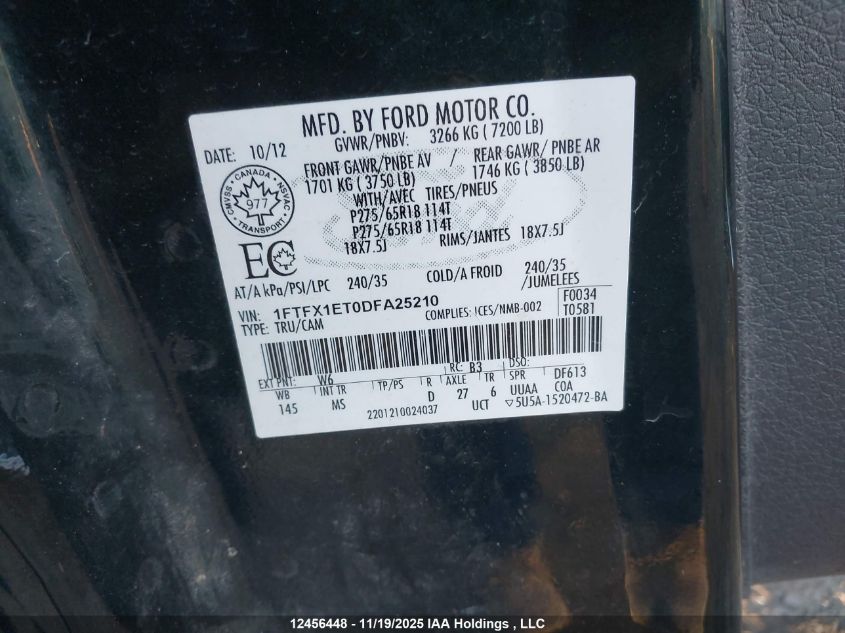 MFD. BY FORD MOTOR CO.
DATE: 10/12 GVWR/PNBV: 3266 KG ( 7200 LB)
FRONT GAWR/PNBE AV / REAR GAWR/ PNBE AR
1701 KG ( 3750 LB) 1746 KG ( 3850 LB)
WITH/AVEC TIRES/PNEUS
P275/65R18 114T
P275/65R18 114T
18X7.5J RIMS/JANTES 18X7.5J
CANADA
CMVSS NSVAC
977
TRANSPORT
EC
AT/A kPa/PSI/LPC 240/35 COLD/A FROID 240/35
/JUMELEES
VIN: 1FTFX1ET0DFA25210
TYPE: TRU/CAM COMPLIES: ICES/NMB-002
F0034
T0581
EXT PNT: W6 RC: B3 DSO:
WB INT TR TP/PS R AXLE TR SPR DF613
145 MS D 27 6 UUAA COA
2201210024037 UCT ▽5U5A-1520472-BA
12456448 - 11/19/2025 IAA Holdings , LLC